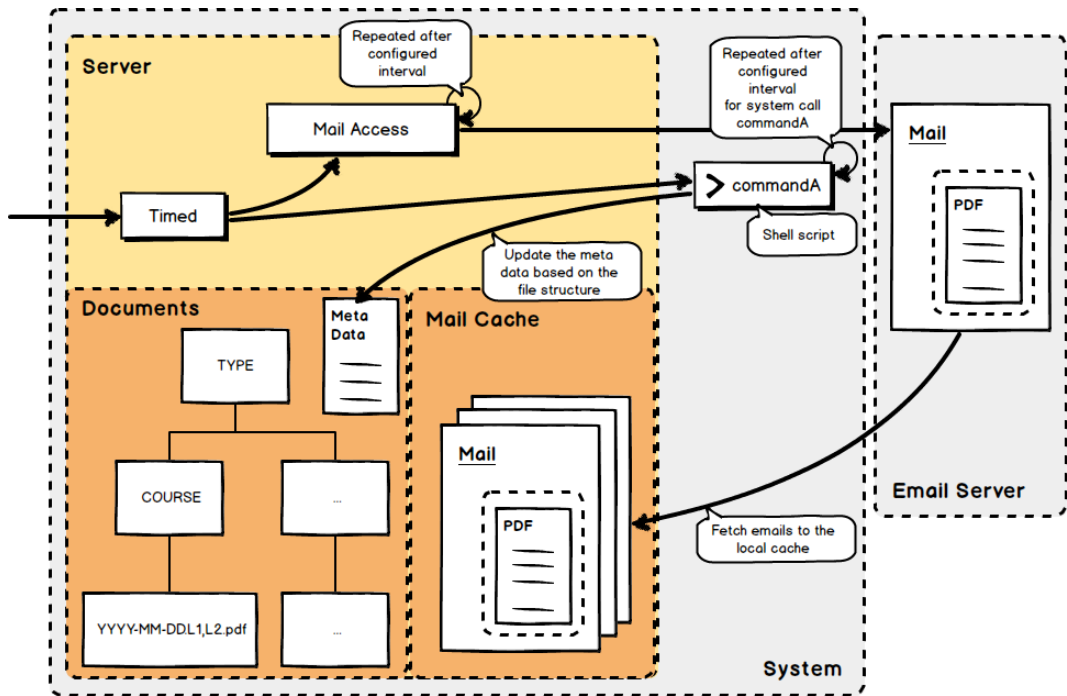 Server
Repeated after
configured
interval
Mail Access
Timed
Repeated after
configured
interval
for system call
commandA
commandA
Shell script
Update the meta
data based on the
file structure
Mail
PDF
Email Server
Documents
Meta
Data
TYPE
COURSE
...
YYYY-MM-DD.L1,L2.pdf
...
Mail Cache
Mail
PDF
Fetch emails to the
local cache
System